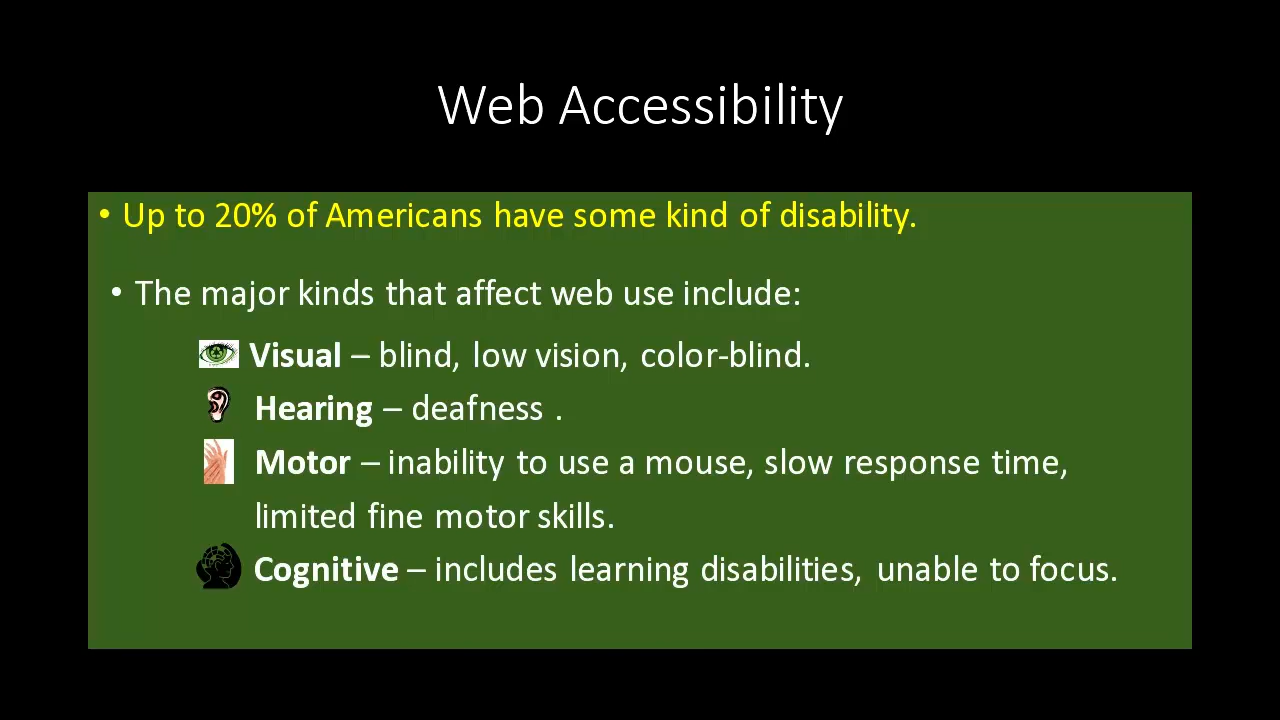 Web Accessibility
• Up to 20% of Americans have some kind of disability.
• The major kinds that affect web use include:
Visual – blind, low vision, color-blind.
Hearing – deafness .
Motor – inability to use a mouse, slow response time,
limited fine motor skills.
Cognitive – includes learning disabilities, unable to focus.